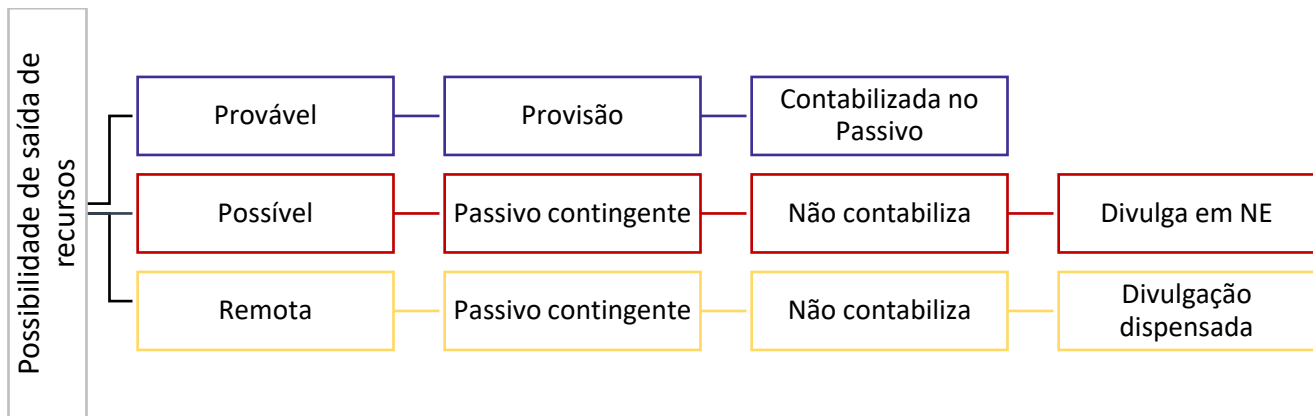 Possibilidade de saída de
recursos
Provável
Provisão
Contabilizada no
Passivo
Possível
Passivo contingente
Não contabiliza
Divulga em NE
Remota
Passivo contingente
Não contabiliza
Divulgação
dispensada